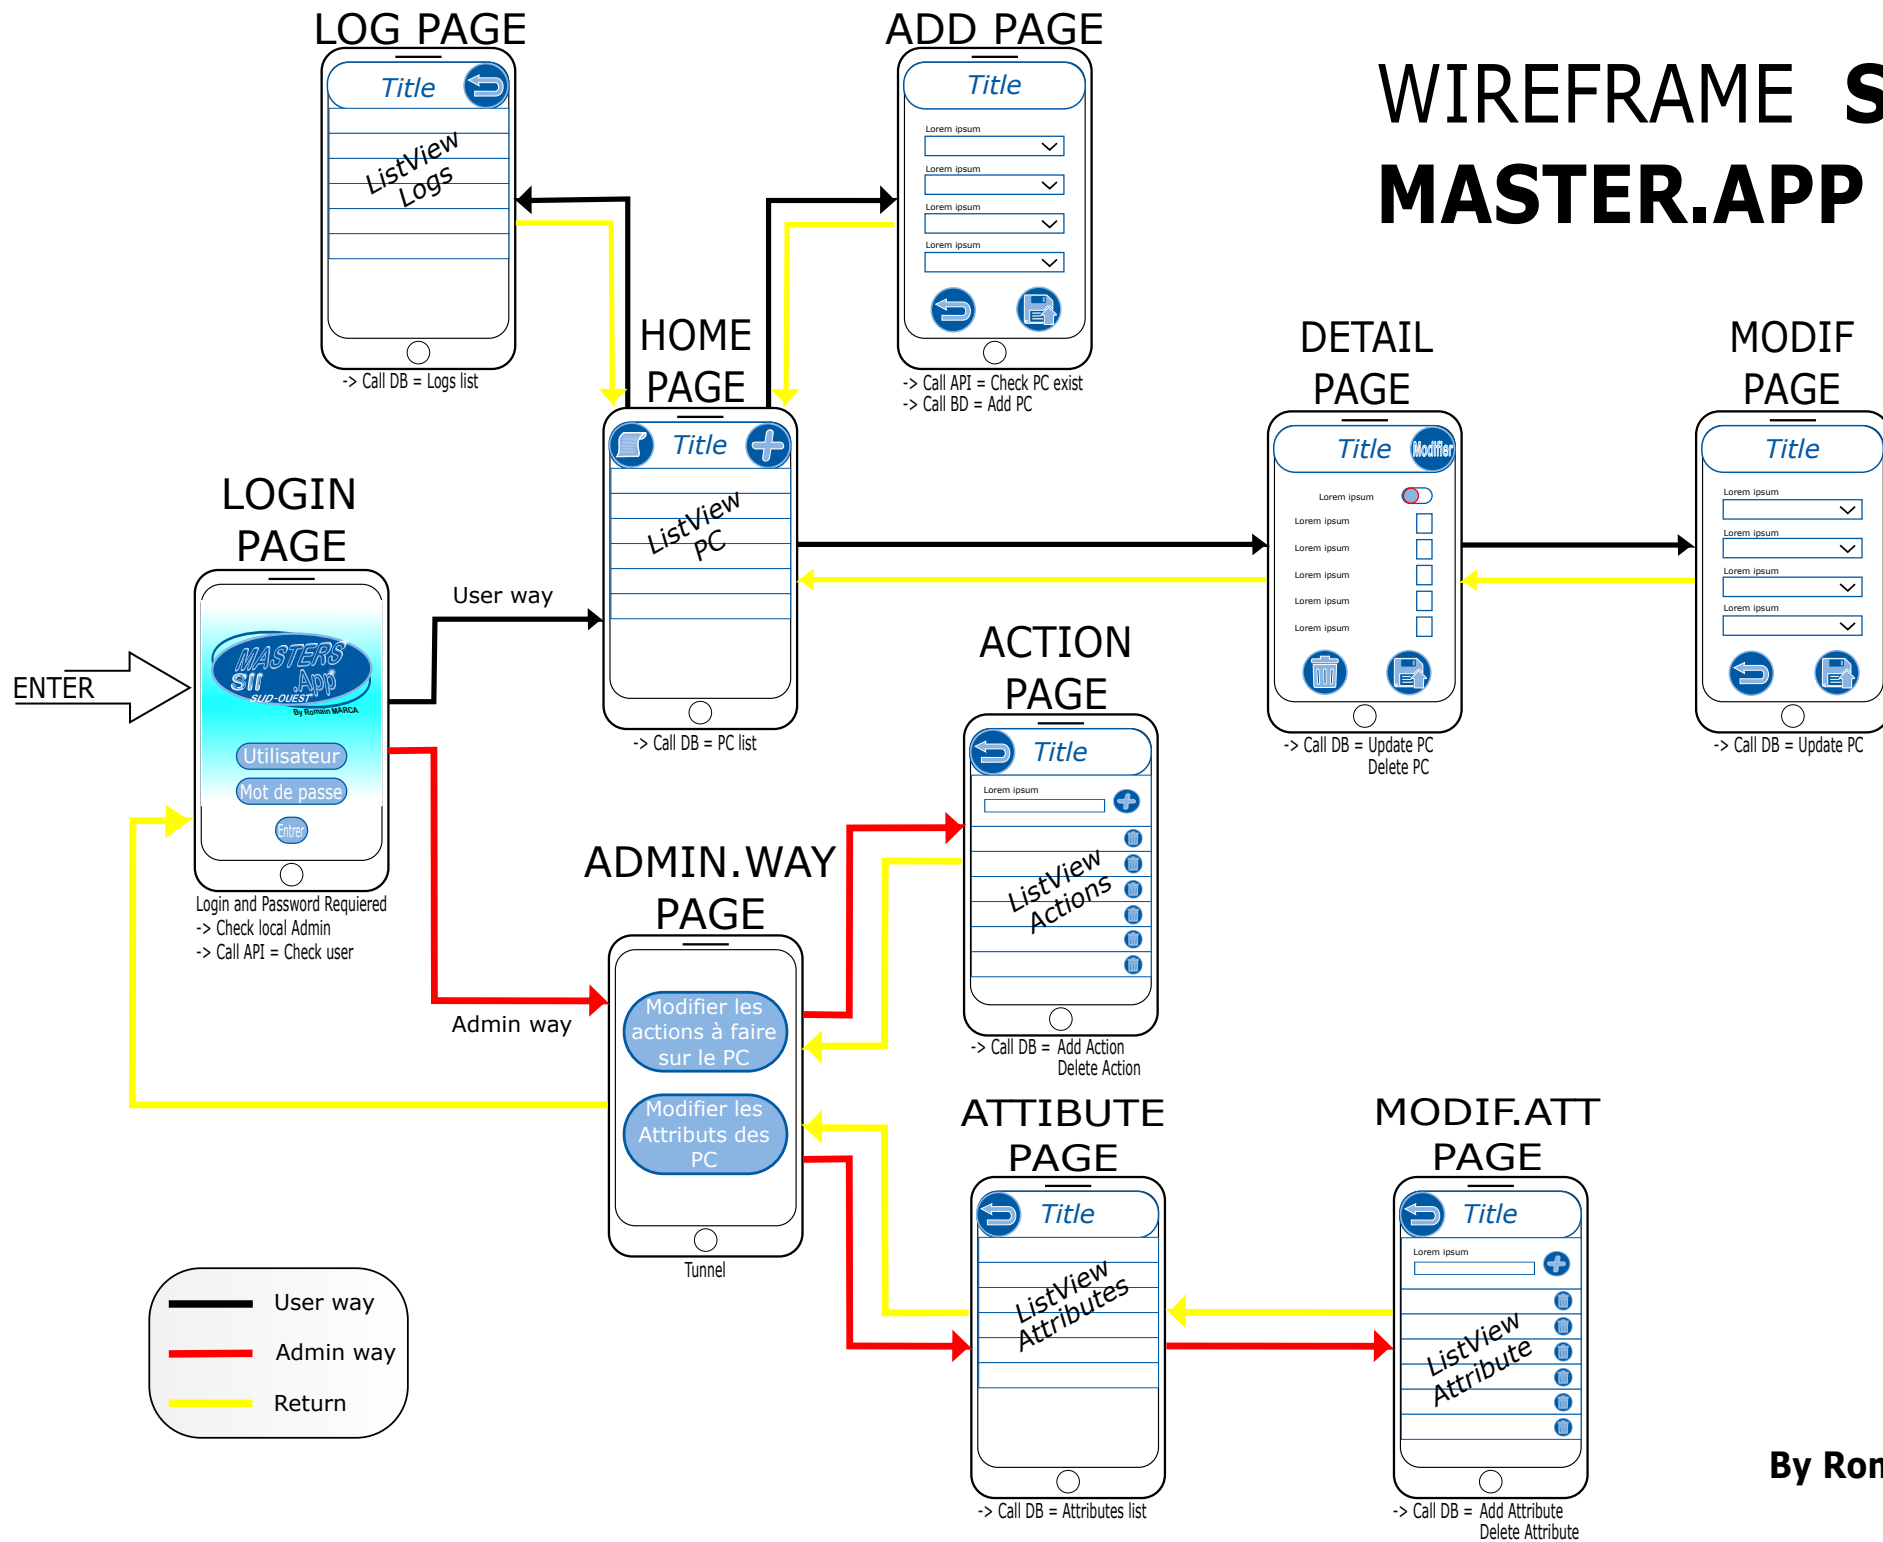 LOG PAGE
Title
ListView
Logs
-> Call DB = Logs list
ADD PAGE
Title
Lorem ipsum
Lorem ipsum
Lorem ipsum
Lorem ipsum
-> Call API = Check PC exist
-> Call BD = Add PC
WIREFRAME S
MASTER.APP
HOME
PAGE
Title
ListView
PC
-> Call DB = PC list
DETAIL
PAGE
Title
Modifier
Lorem ipsum
Lorem ipsum
Lorem ipsum
Lorem ipsum
Lorem ipsum
Lorem ipsum
-> Call DB = Update PC
Delete PC
MODIF
PAGE
Title
Lorem ipsum
Lorem ipsum
Lorem ipsum
Lorem ipsum
-> Call DB = Update PC
LOGIN
PAGE
ENTER
MASTERS
SII .App
SUD-OUEST
By Romain MARCA
Utilisateur
Mot de passe
Entrer
Login and Password Requiered
-> Check local Admin
-> Call API = Check user
User way
Admin way
ACTION
PAGE
Title
Lorem ipsum
ListView
Actions
-> Call DB = Add Action
Delete Action
ADMIN.WAY
PAGE
Modifier les
actions à faire
sur le PC
Modifier les
Attributs des
PC
Tunnel
ATTIBUTE
PAGE
Title
ListView
Attributes
-> Call DB = Attributes list
MODIF.ATT
PAGE
Title
Lorem ipsum
ListView
Attribute
-> Call DB = Add Attribute
Delete Attribute
User way
Admin way
Return
By Ron